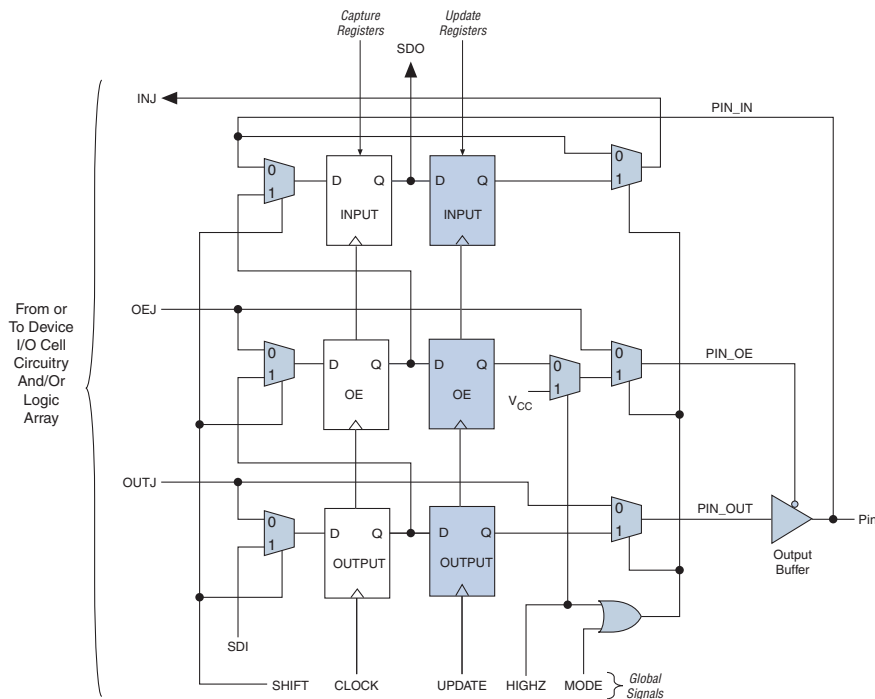 Capture
Registers
Update
Registers
SDO
INJ
PIN_IN
0
1
D Q
INPUT
D Q
INPUT
0
1
From or
To Device
I/O Cell
Circuitry
And/Or
Logic
Array
OEJ
0
1
D Q
OE
D Q
OE
0
1
VCC
0
1
PIN_OE
OUTJ
0
1
D Q
OUTPUT
D Q
OUTPUT
0
1
PIN_OUT
Pin
Output
Buffer
SDI
SHIFT
CLOCK
UPDATE
HIGHZ
MODE
Global
Signals